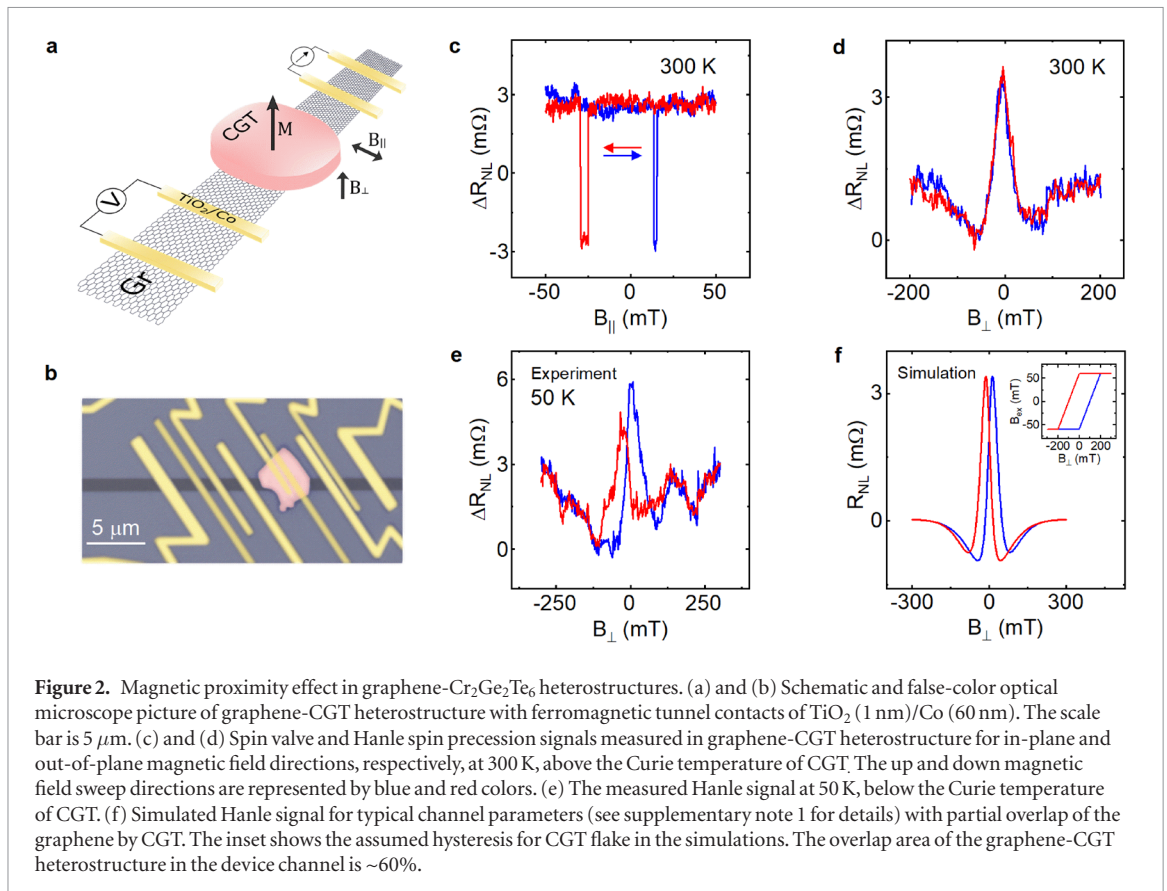 a
CGT
M
B||
B⊥
V
TiO₂/Co
Gr
b
5 μm
c
300 K
ΔR_NL (mΩ)
3
0
-3
-50
0
50
B|| (mT)
d
300 K
ΔR_NL (mΩ)
3
0
-200
0
200
B⊥ (mT)
e
Experiment
50 K
ΔR_NL (mΩ)
6
3
0
-250
0
250
B⊥ (mT)
f
Simulation
R_NL (mΩ)
3
0
-300
0
300
B⊥ (mT)
B_ex (mT)
50
0
-50
-200
0
200
B⊥ (mT)
Figure 2. Magnetic proximity effect in graphene-Cr₂Ge₂Te₆ heterostructures. (a) and (b) Schematic and false-color optical
microscope picture of graphene-CGT heterostructure with ferromagnetic tunnel contacts of TiO₂ (1 nm)/Co (60 nm). The scale
bar is 5 μm. (c) and (d) Spin valve and Hanle spin precession signals measured in graphene-CGT heterostructure for in-plane and
out-of-plane magnetic field directions, respectively, at 300 K, above the Curie temperature of CGT. The up and down magnetic
field sweep directions are represented by blue and red colors. (e) The measured Hanle signal at 50 K, below the Curie temperature
of CGT. (f) Simulated Hanle signal for typical channel parameters (see supplementary note 1 for details) with partial overlap of the
graphene by CGT. The inset shows the assumed hysteresis for CGT flake in the simulations. The overlap area of the graphene-CGT
heterostructure in the device channel is ~60%.